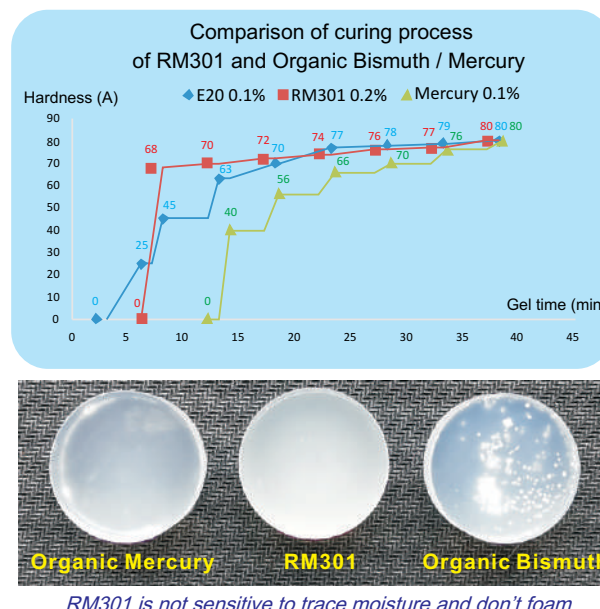 Comparison of curing process
of RM301 and Organic Bismuth / Mercury
Hardness (A)
E20 0.1% RM301 0.2% Mercury 0.1%
90
80
70
60
50
40
30
20
10
0
0 25 45 63 70 77 78 79 80
0 68 70 72 74 76 77 80
0 40 56 66 70 76 80
Gel time (min
0 5 10 15 20 25 30 35 40 45
Organic Mercury RM301 Organic Bismuth
RM301 is not sensitive to trace moisture and don't foam